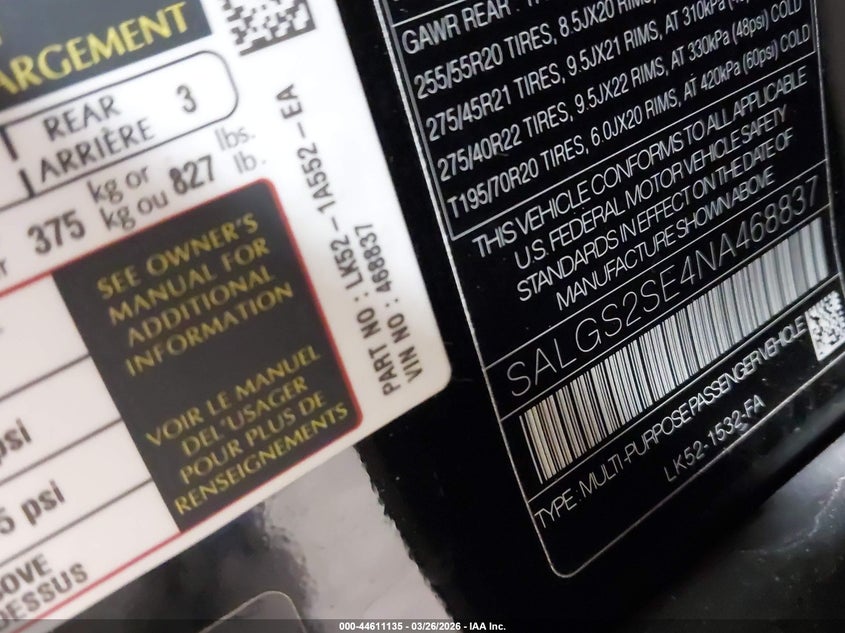 ARGEMENT
REAR
ARRIÈRE 3
375 kg or
kg ou 827 lbs.
lb.
SEE OWNER'S
MANUAL FOR
ADDITIONAL
INFORMATION
VOIR LE MANUEL
DEL'USAGER
POUR PLUS DE
RENSEIGNEMENTS
psi
5 psi
DESSUS
PART NO : LK52-1A552-EA
VIN NO : 468837
GAWR REAR
255/55R20 TIRES, 8.5JX20 RIMS,
275/45R21 TIRES, 9.5JX21 RIMS, AT 310kPa
275/40R22 TIRES, 9.5JX22 RIMS, AT 330kPa (48psi) COLD
T195/70R20 TIRES, 6.0JX20 RIMS, AT 420kPa (60psi) COLD
THIS VEHICLE CONFORMS TO ALL APPLICABLE
U.S. FEDERAL MOTOR VEHICLE SAFETY
STANDARDS IN EFFECT ON THE DATE OF
MANUFACTURE SHOWN ABOVE
SALGS2SE4NA468837
TYPE : MULTI-PURPOSE PASSENGER VEHICLE
LK52-1532-FA
000-44611135 - 03/26/2026 - IAA Inc.